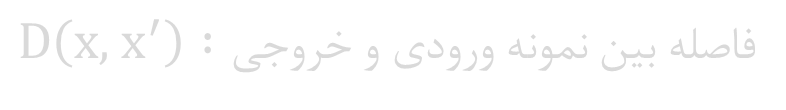 فاصله بین نمونه ورودی و خروجی : D(x, x′)